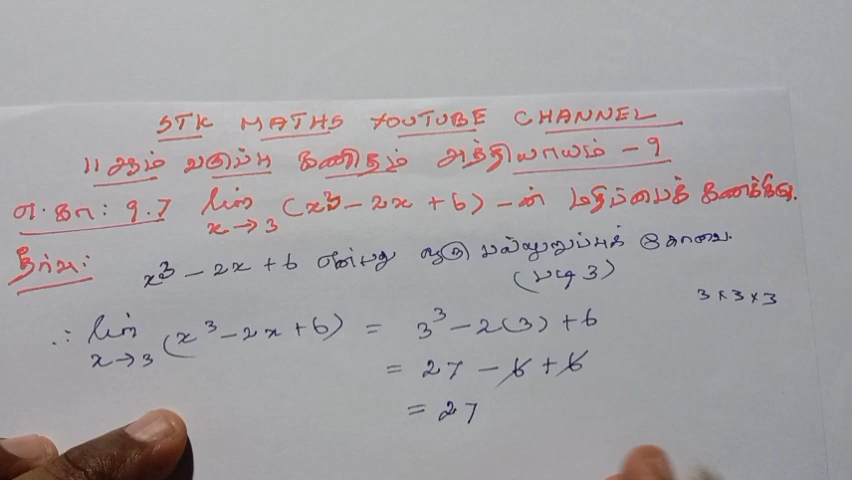 STK MATHS YOUTUBE CHANNEL
11 ஆம் வகுப்பு கணிதம் அத்தியாயம் - 9
எ.கா: 9.7 lim x→3 (x³ - 2x + 6) - ன் மதிப்பைக் கணக்கிடு.
தீர்வு:
x³ - 2x + 6 என்பது ஒரு பல்லுறுப்புக் கோவை.
(படி 3)
3 x 3 x 3
∴ lim x→3 (x³ - 2x + 6) = 3³ - 2(3) + 6
= 27 - 6 + 6
= 27